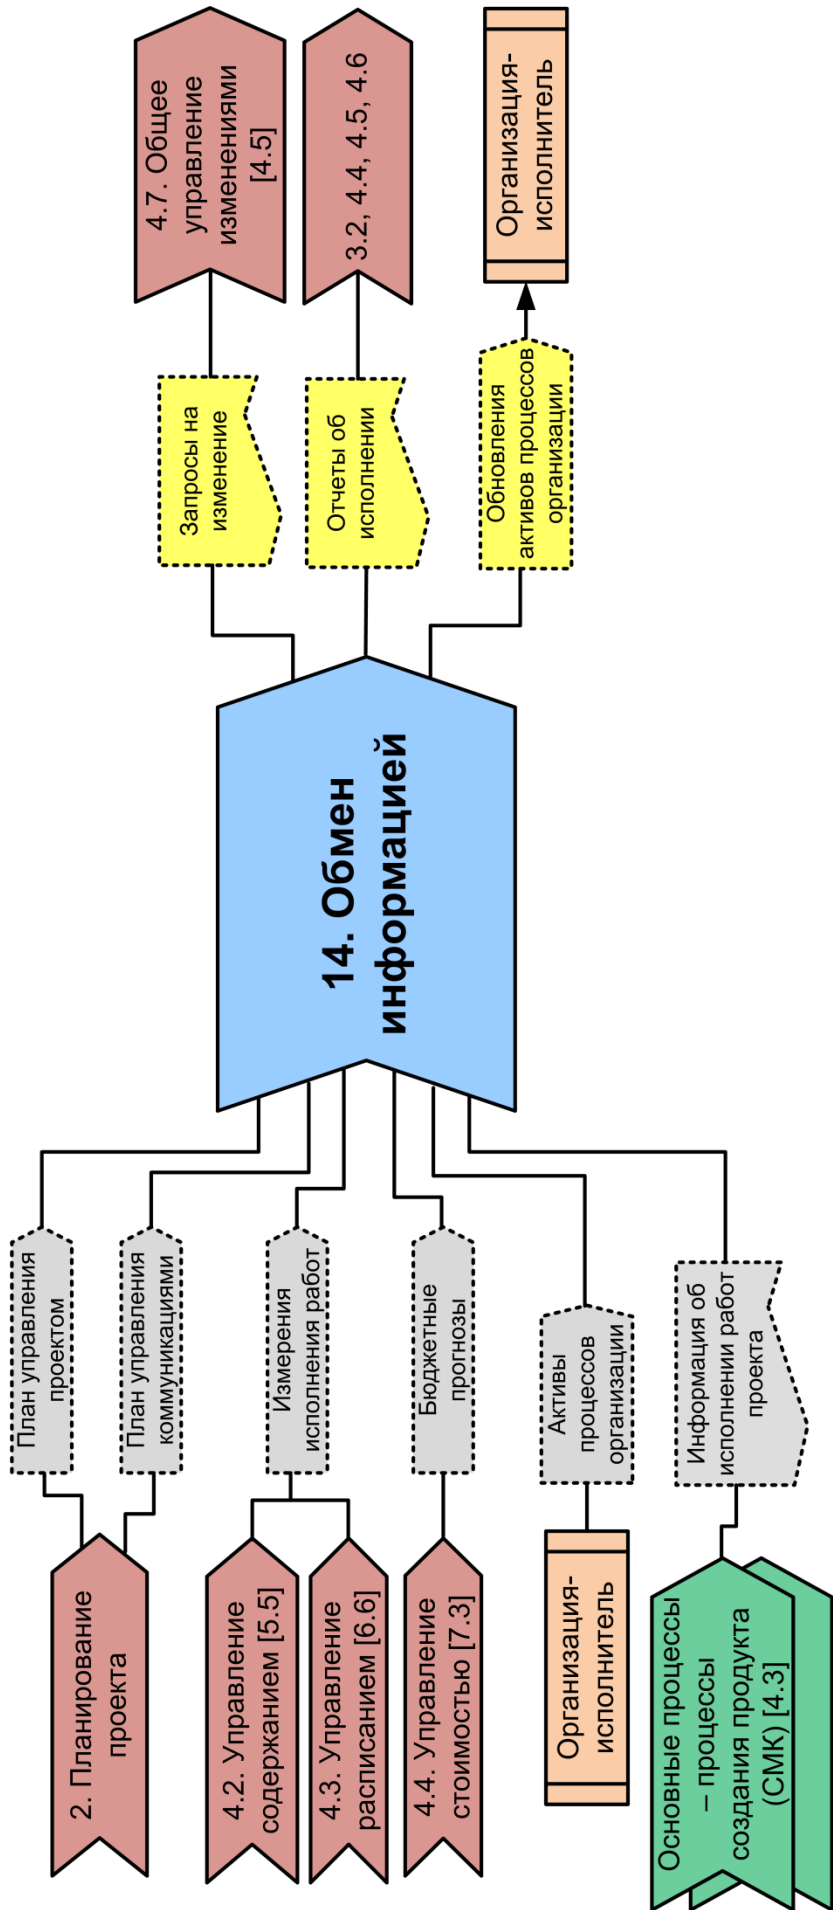 2. Планирование
проекта
4.2. Управление
содержанием [5.5]
4.3. Управление
расписанием [6.6]
4.4. Управление
стоимостью [7.3]
Организация-
исполнитель
Основные процессы
– процессы
создания продукта
(СМК) [4.3]
План управления
проектом
План управления
коммуникациями
Измерения
исполнения работ
Бюджетные
прогнозы
Активы
процессов
организации
Информация об
исполнении работ
проекта
14. Обмен
информацией
Запросы на
изменение
Отчеты об
исполнении
Обновления
активов процессов
организации
4.7. Общее
управление
изменениями
[4.5]
3.2, 4.4, 4.5, 4.6
Организация-
исполнитель